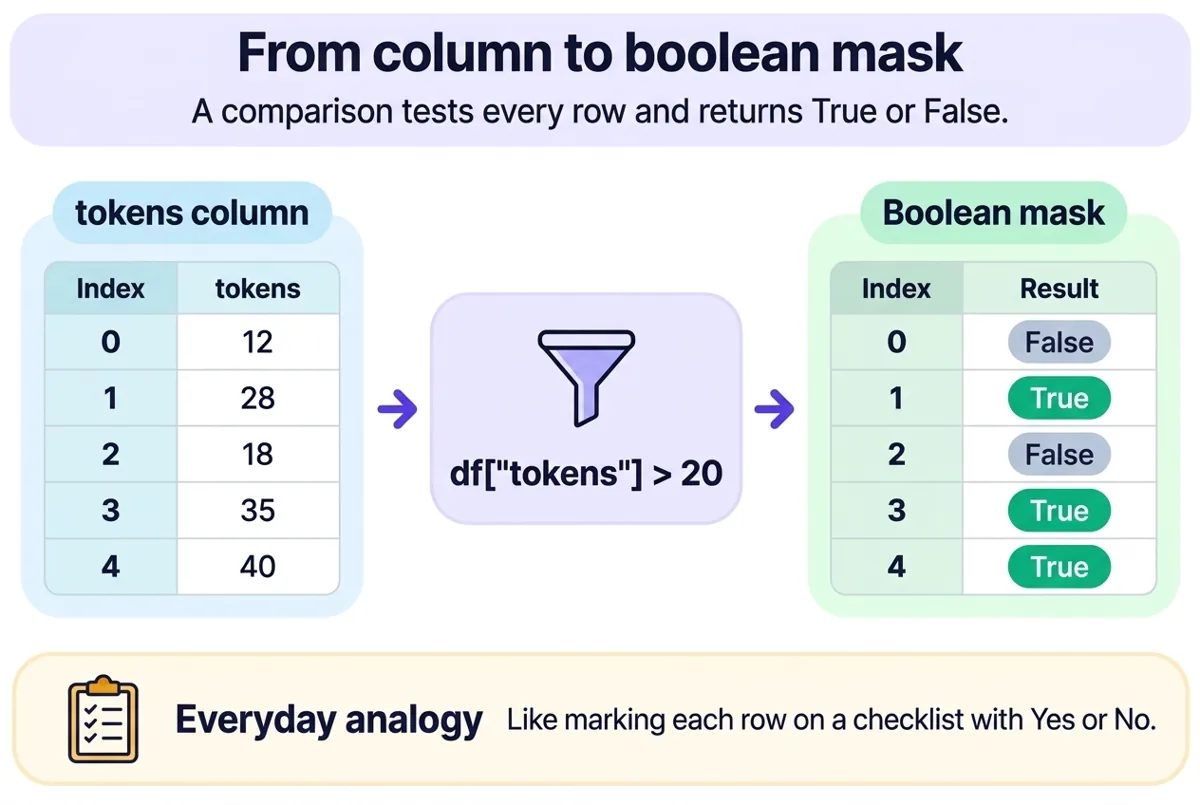 From column to boolean mask
A comparison tests every row and returns True or False.
tokens column
Index tokens
0 12
1 28
2 18
3 35
4 40
df["tokens"] > 20
Boolean mask
Index Result
0 False
1 True
2 False
3 True
4 True
Everyday analogy Like marking each row on a checklist with Yes or No.